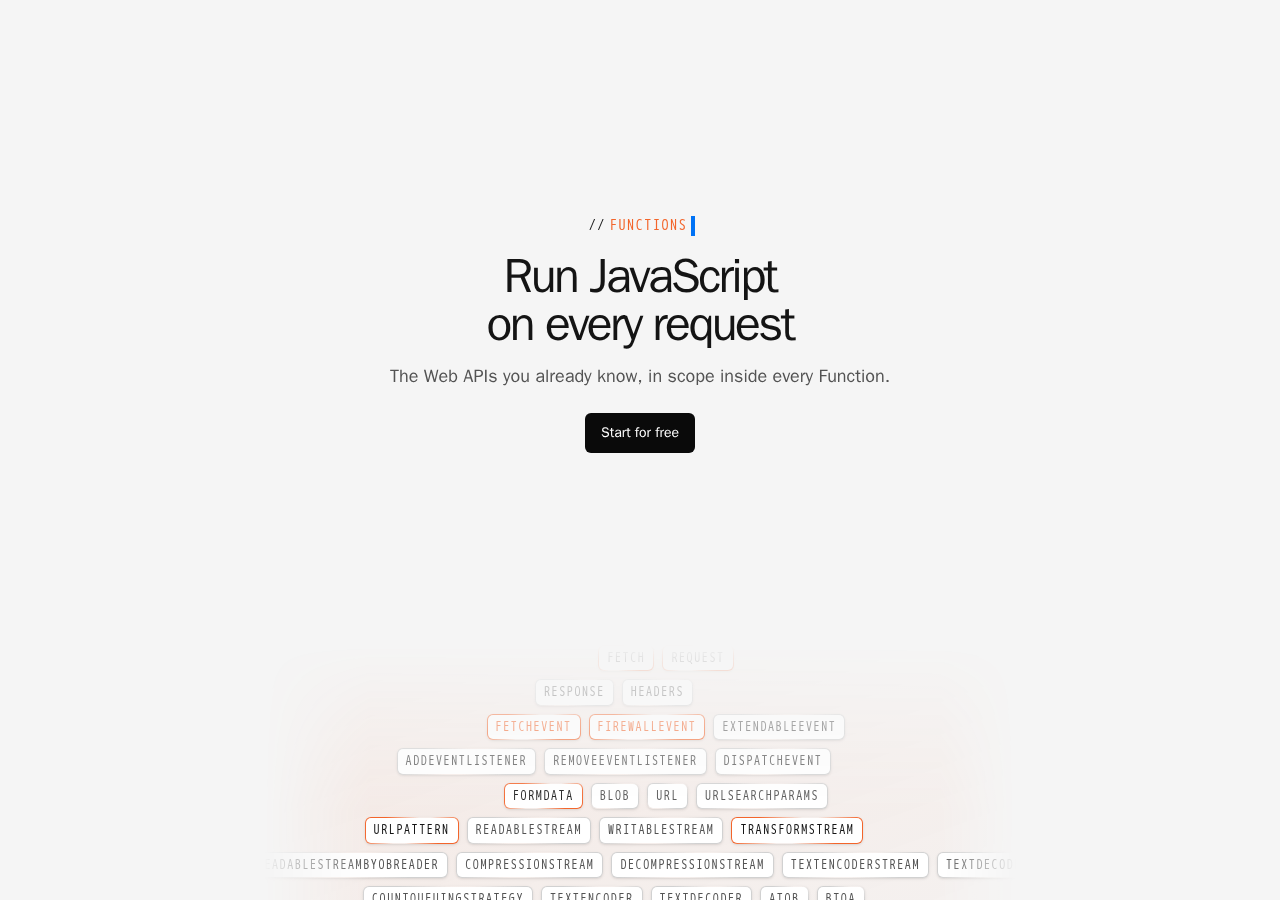 // FUNCTIONS
Run JavaScript
on every request
The Web APIs you already know, in scope inside every Function.
Start for free
FETCH REQUEST
RESPONSE HEADERS
FETCHEVENT FIREWALLEVENT EXTENDABLEEVENT
ADDEVENTLISTENER REMOVEEVENTLISTENER DISPATCHEVENT
FORMDATA BLOB URL URLSEARCHPARAMS
URLPATTERN READABLESTREAM WRITABLESTREAM TRANSFORMSTREAM
COMPRESSIONSTREAM DECOMPRESSIONSTREAM TEXTENCODERSTREAM
COUNTQUEUINGSTRATEGY TEXTENCODER TEXTDECODER ATOB BTOA